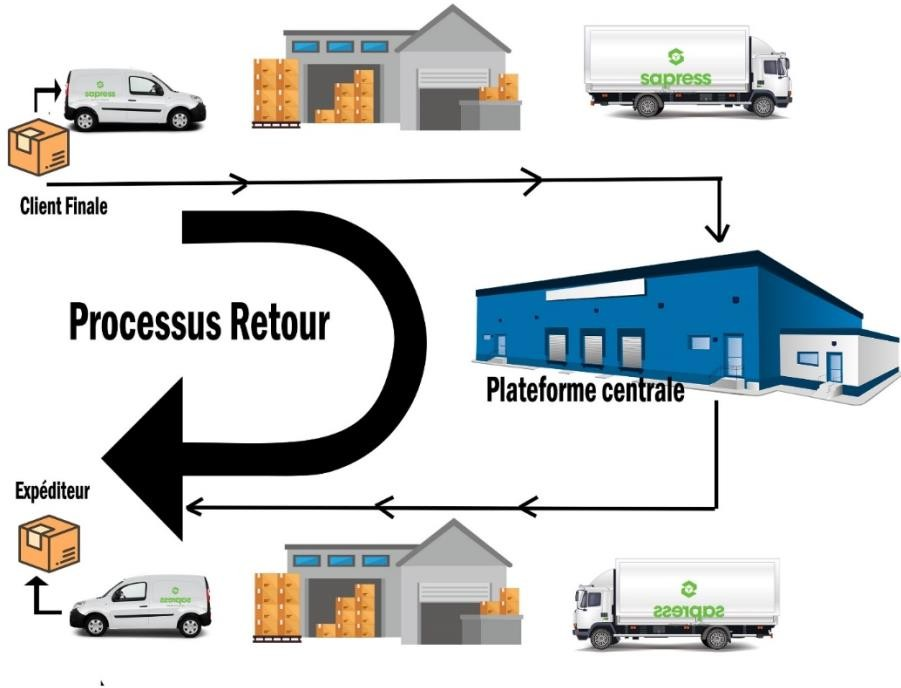 sapress
sapress
Client Finale
Processus Retour
Plateforme centrale
Expéditeur
sapress
sapress